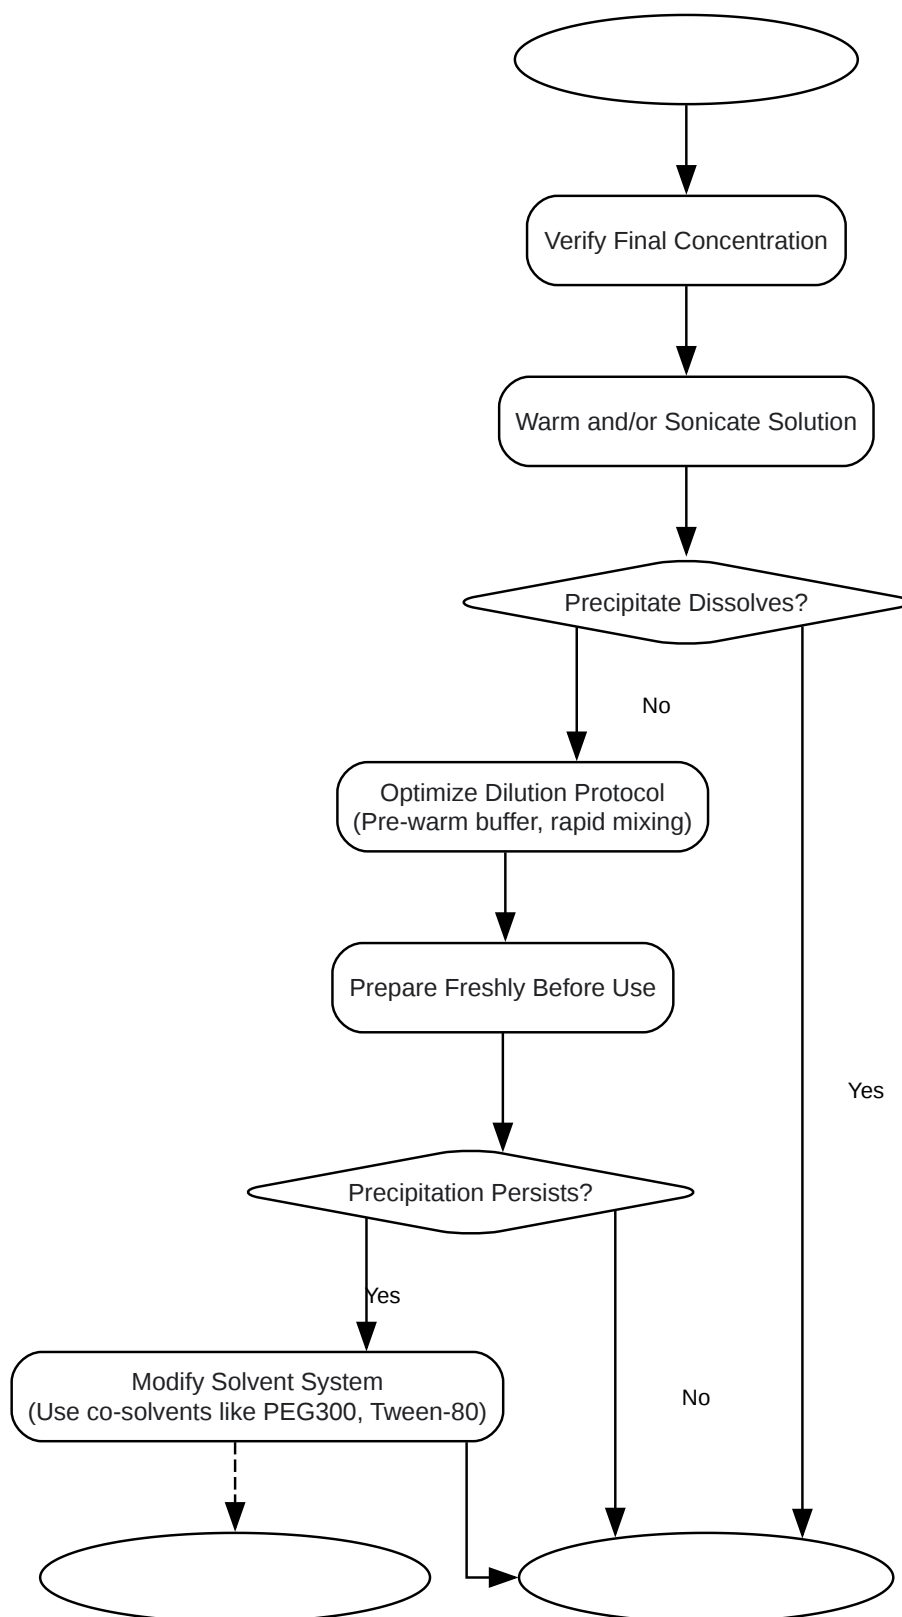 Verify Final Concentration
Warm and/or Sonicate Solution
Precipitate Dissolves?
No
Optimize Dilution Protocol
(Pre-warm buffer, rapid mixing)
Prepare Freshly Before Use
Yes
Precipitation Persists?
Yes
Modify Solvent System
(Use co-solvents like PEG300, Tween-80)
No